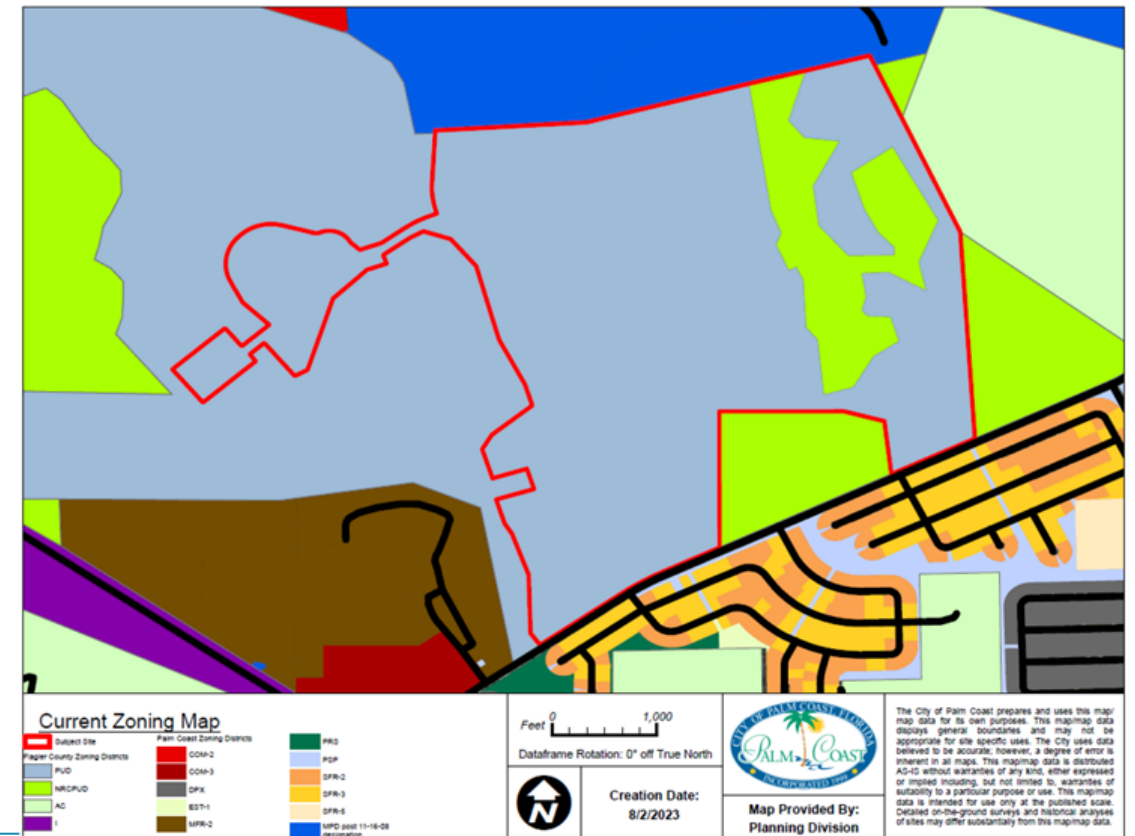 Current Zoning Map
Subject Site
Flagler County Zoning Districts
PUD
NRCPUD
AC
I
Palm Coast Zoning Districts
COM-2
COM-3
DPX
EST-1
MFR-2
PRS
PSP
SFR-2
SFR-3
SFR-5
MPD post 11-16-08
designation
Feet 0 1,000
Dataframe Rotation: 0° off True North
N
Creation Date:
8/2/2023
CITY OF PALM COAST, FLORIDA
PALM COAST
INCORPORATED 1999
Map Provided By:
Planning Division
The City of Palm Coast prepares and uses this map/
map data for its own purposes. This map/map data
displays general boundaries and may not be
appropriate for site specific uses. The City uses data
believed to be accurate; however, a degree of error is
inherent in all maps. This map/map data is distributed
AS-IS without warranties of any kind, either expressed
or implied including, but not limited to, warranties of
suitability to a particular purpose or use. This map/map
data is intended for use only at the published scale.
Detailed on-the-ground surveys and historical analyses
of sites may differ substantially from this map/map data.